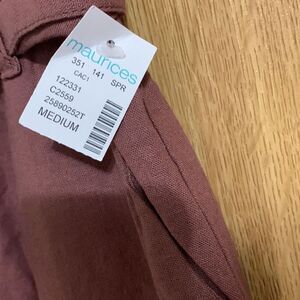 maurices
351 141 SPR
CAC1
122331
C2559
25890252T
MEDIUM